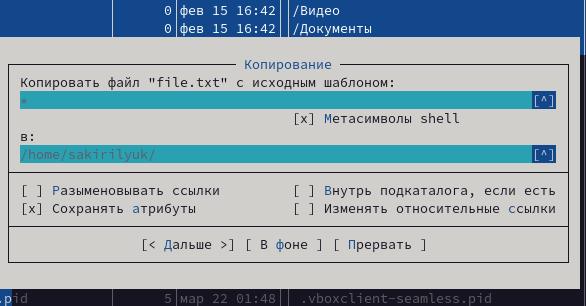 0 фев 15 16:42 /Видео
0 фев 15 16:42 /Документы
Копирование
Копировать файл "file.txt" с исходным шаблоном:
* [^]
[x] Метасимволы shell
в:
/home/sakirilyuk/ [^]
[ ] Разыменовывать ссылки [ ] Внутрь подкаталога, если есть
[x] Сохранять атрибуты [ ] Изменять относительные ссылки
[< Дальше >] [ В фоне ] [ Прервать ]
.pid 5 мар 22 01:48 .vboxclient-seamless.pid